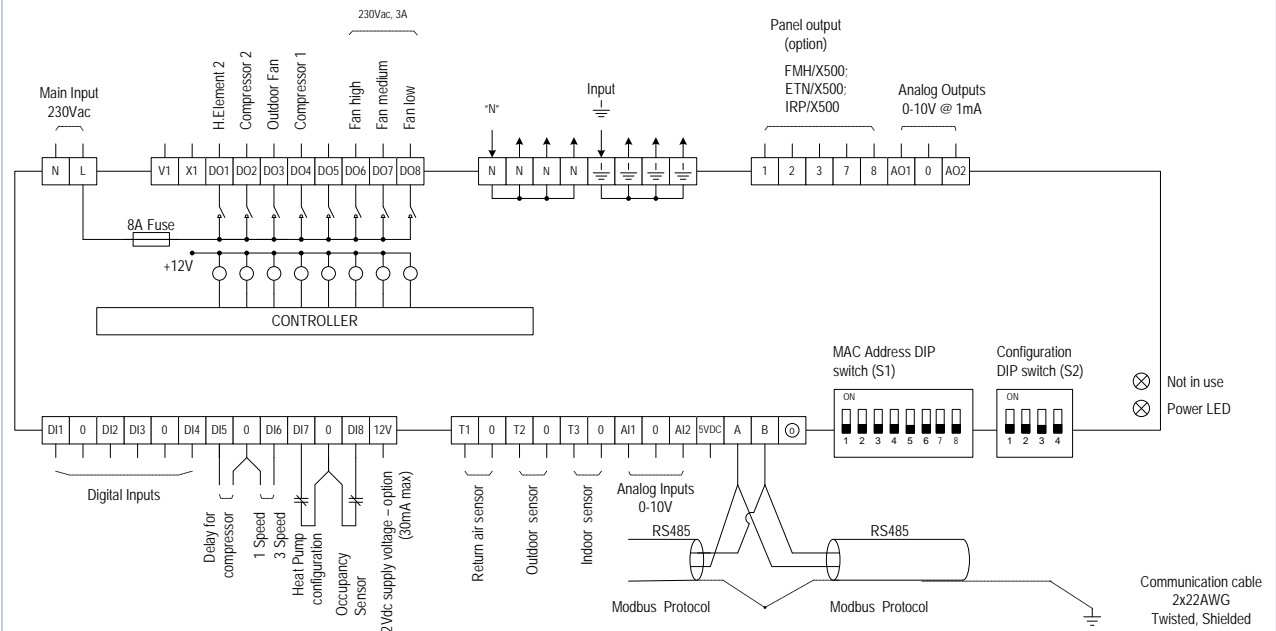 230Vac, 3A
Main Input
230Vac
H.Element 2
Compressor 2
Outdoor Fan
Compressor 1
Fan high
Fan medium
Fan low
"N"
Input
Panel output
(option)
FMH/X500;
ETN/X500;
IRP/X500
Analog Outputs
0-10V @ 1mA
N L V1 X1 DO1 DO2 DO3 DO4 DO5 DO6 DO7 DO8 N N N N 1 2 3 7 8 AO1 0 AO2
8A Fuse
+12V
CONTROLLER
MAC Address DIP
switch (S1)
ON
1 2 3 4 5 6 7 8
Configuration
DIP switch (S2)
ON
1 2 3 4
Not in use
Power LED
DI1 0 DI2 DI3 0 DI4 DI5 0 DI6 DI7 0 DI8 12V T1 0 T2 0 T3 0 AI1 0 AI2 5VDC A B
Digital Inputs
Delay for
compressor
1 Speed
3 Speed
Heat Pump
configuration
Occupancy
Sensor
2Vdc supply voltage – option
(30mA max)
Return air sensor
Outdoor sensor
Indoor sensor
Analog Inputs
0-10V
RS485
RS485
Modbus Protocol
Modbus Protocol
Communication cable
2x22AWG
Twisted, Shielded